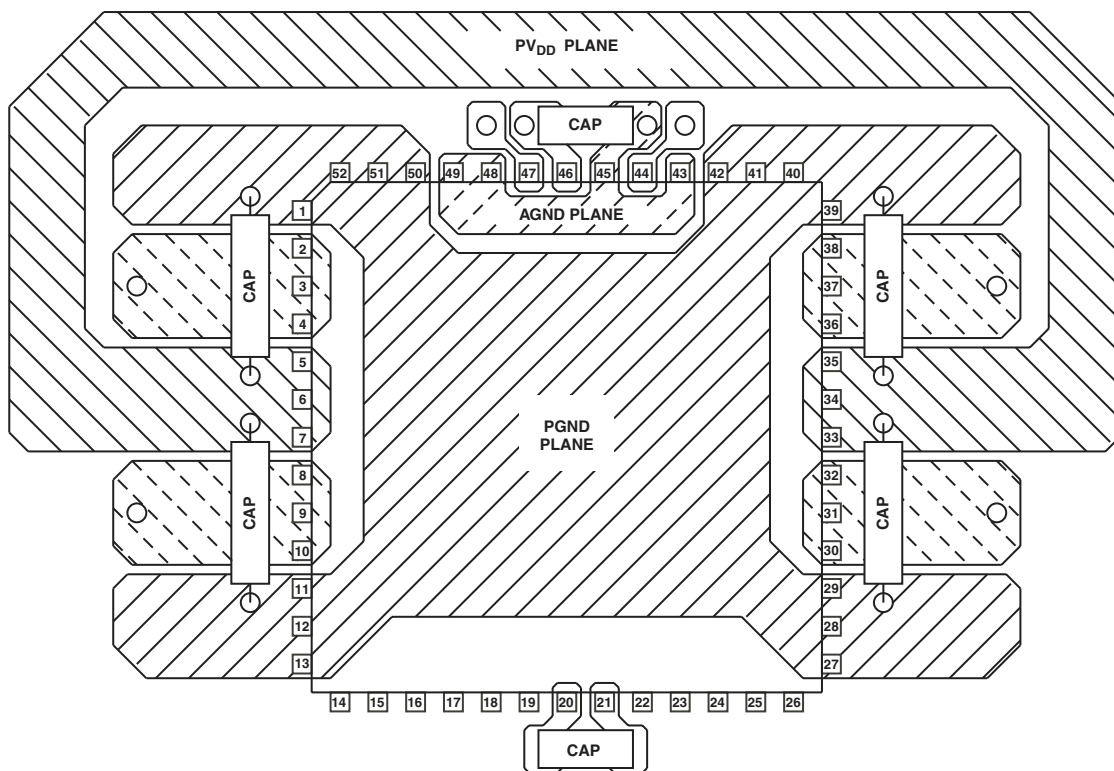 PVDD PLANE
CAP
52 51 50 49 48 47 46 45 44 43 42 41 40
AGND PLANE
1 39
2 38
CAP 3 37 CAP
4 36
5 35
6 34
7 33
PGND
PLANE
8 32
CAP 9 31 CAP
10 30
11 29
12 28
13 27
14 15 16 17 18 19 20 21 22 23 24 25 26
CAP